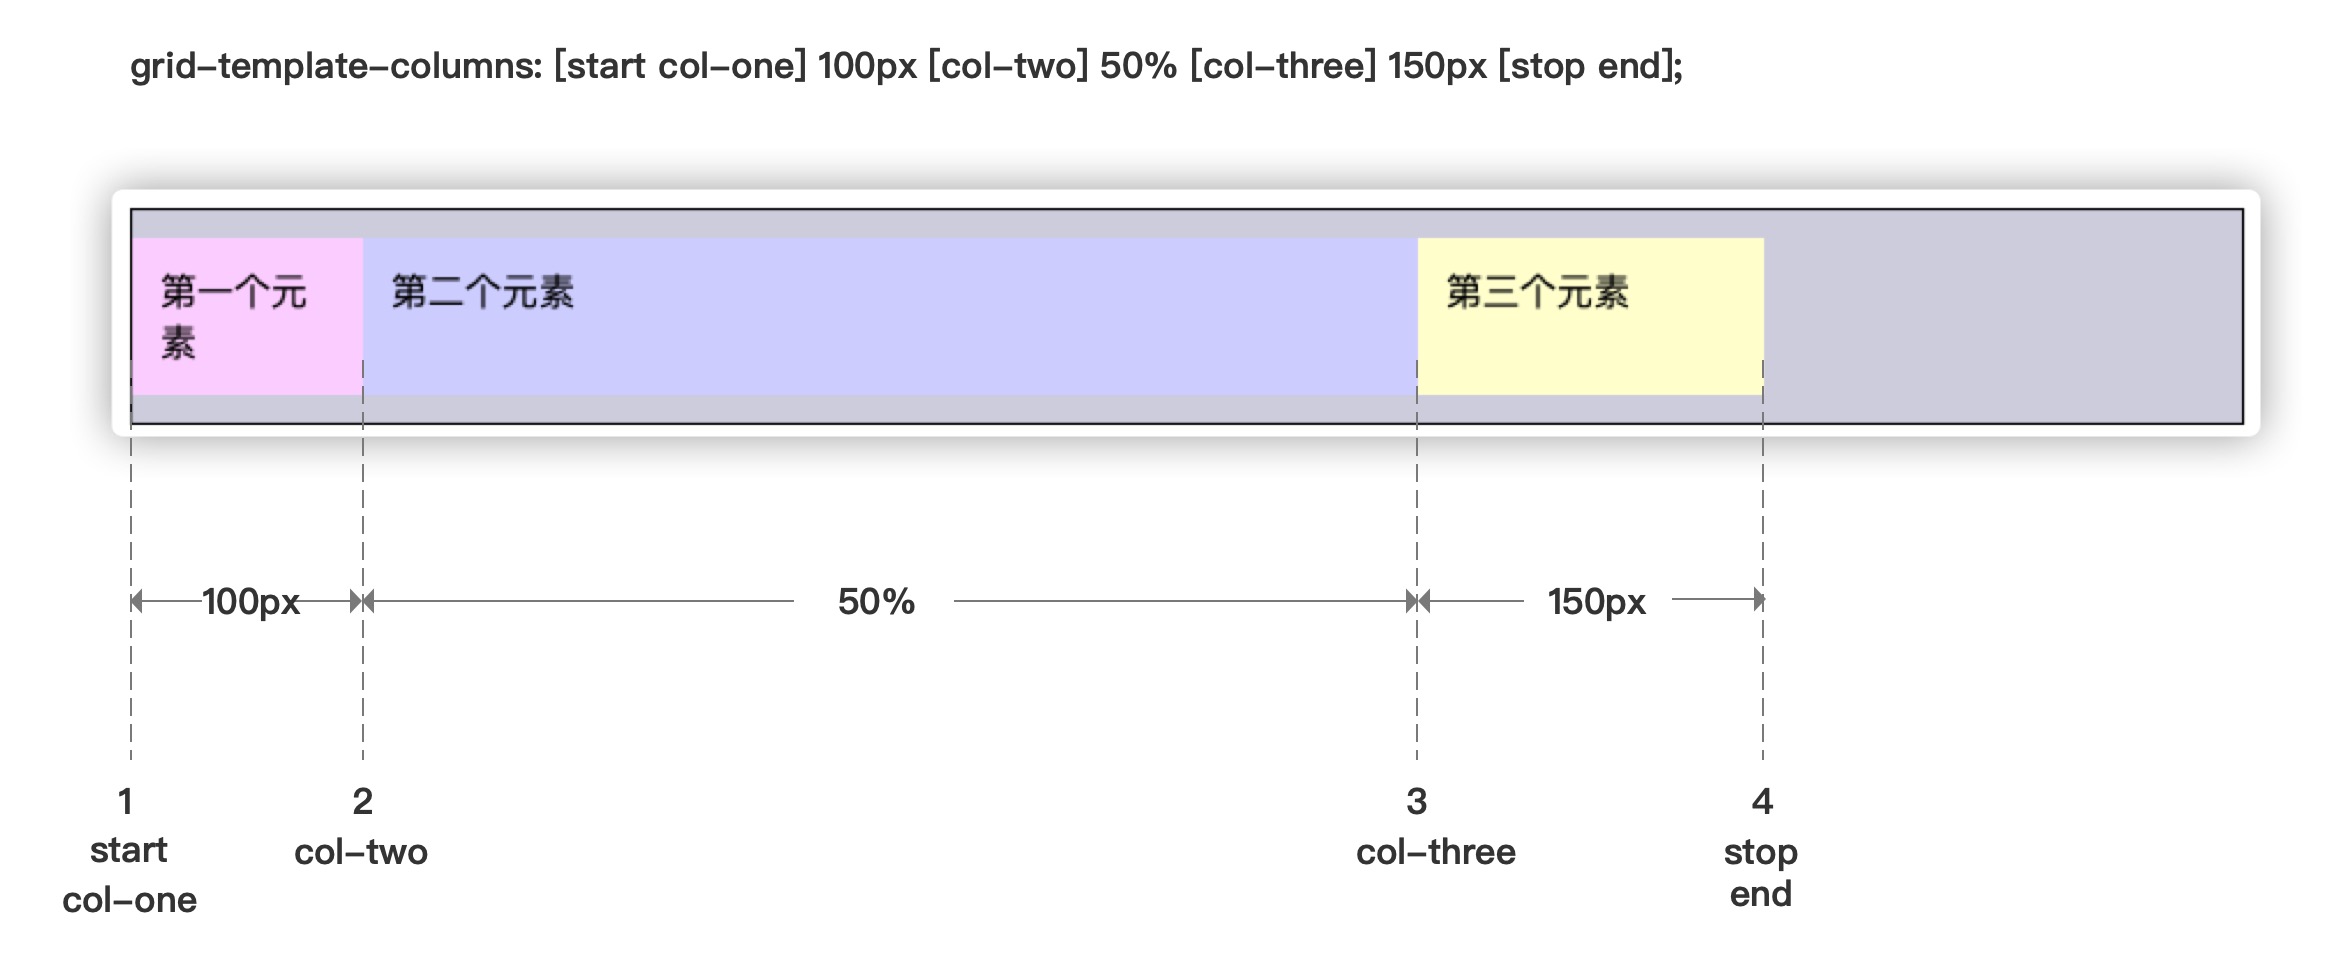 grid-template-columns: [start col-one] 100px [col-two] 50% [col-three] 150px [stop end];
第一个元
素
第二个元素
第三个元素
100px
50%
150px
1
start
col-one
2
col-two
3
col-three
4
stop
end